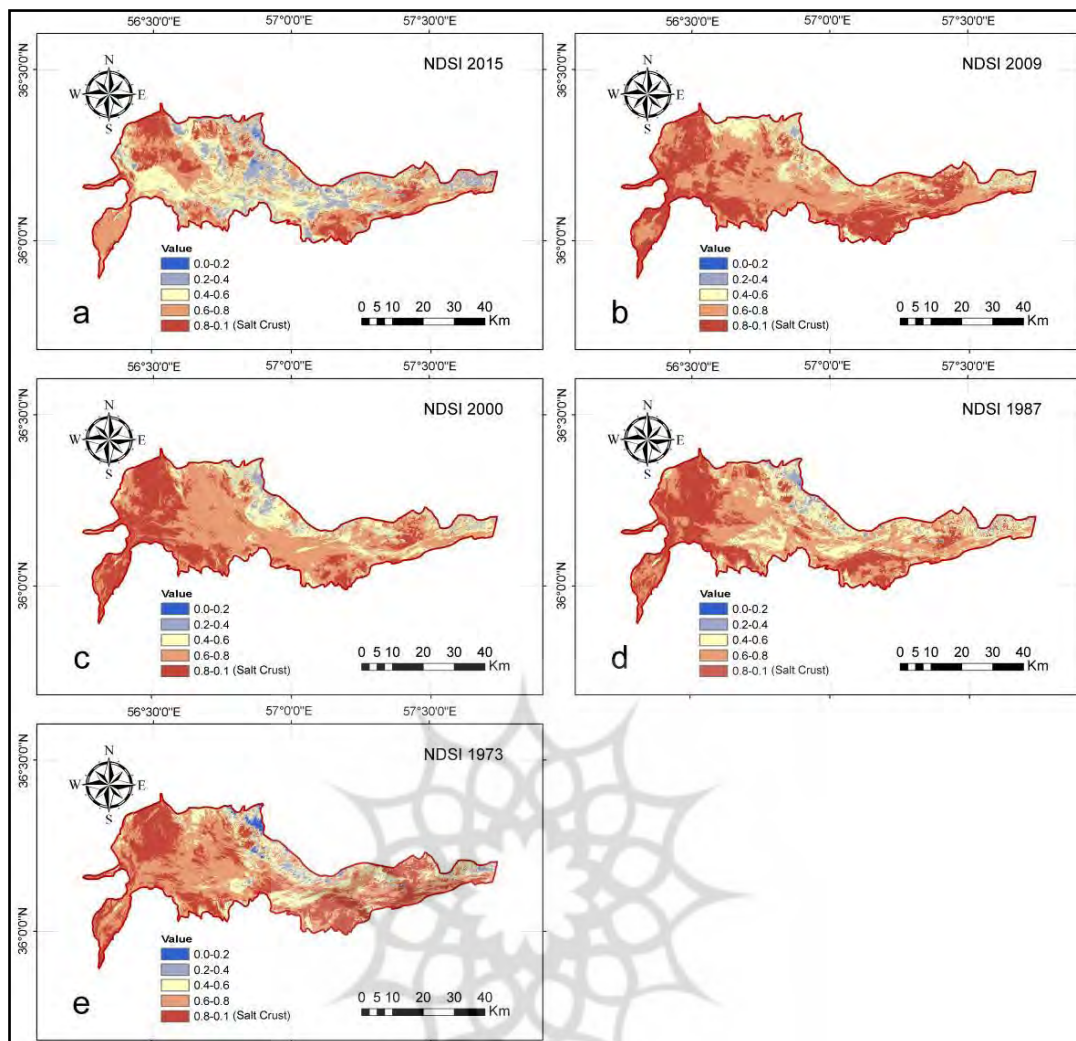 56°30'0"E 57°0'0"E 57°30'0"E
56°30'0"E 57°0'0"E 57°30'0"E
36°30'0"N
36°0'0"N
N
W E
S
NDSI 2015
Value
0.0-0.2
0.2-0.4
0.4-0.6
0.6-0.8
0.8-0.1 (Salt Crust)
0 5 10 20 30 40
Km
a
36°30'0"N
36°0'0"N
N
W E
S
NDSI 2009
Value
0.0-0.2
0.2-0.4
0.4-0.6
0.6-0.8
0.8-0.1 (Salt Crust)
0 5 10 20 30 40
Km
b
56°30'0"E 57°0'0"E 57°30'0"E
56°30'0"E 57°0'0"E 57°30'0"E
36°30'0"N
36°0'0"N
N
W E
S
NDSI 2000
Value
0.0-0.2
0.2-0.4
0.4-0.6
0.6-0.8
0.8-0.1 (Salt Crust)
0 5 10 20 30 40
Km
c
36°30'0"N
36°0'0"N
N
W E
S
NDSI 1987
Value
0.0-0.2
0.2-0.4
0.4-0.6
0.6-0.8
0.8-0.1 (Salt Crust)
0 5 10 20 30 40
Km
d
56°30'0"E 57°0'0"E 57°30'0"E
36°30'0"N
36°0'0"N
N
W E
S
NDSI 1973
Value
0.0-0.2
0.2-0.4
0.4-0.6
0.6-0.8
0.8-0.1 (Salt Crust)
0 5 10 20 30 40
Km
e